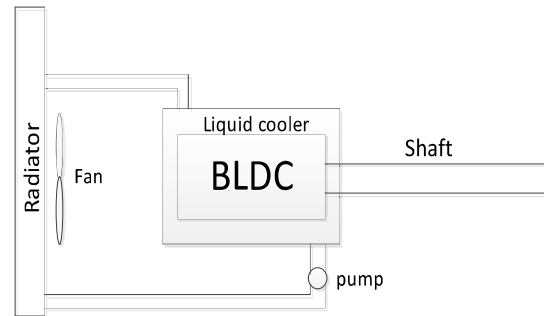 Radiator
Fan
Liquid cooler
BLDC
Shaft
pump